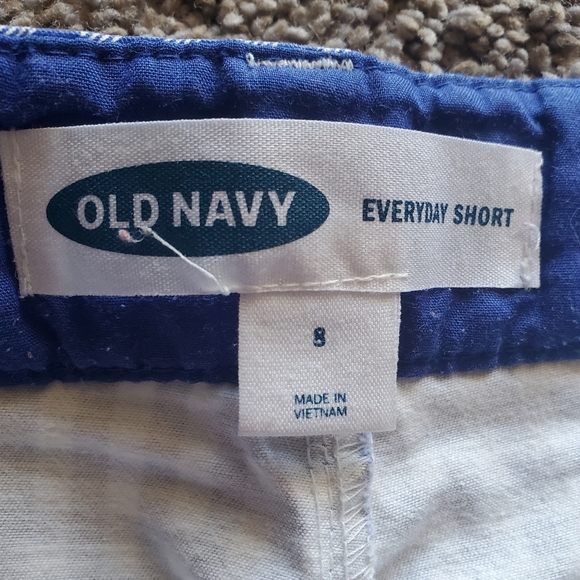 OLD NAVY
EVERYDAY SHORT
8
MADE IN
VIETNAM